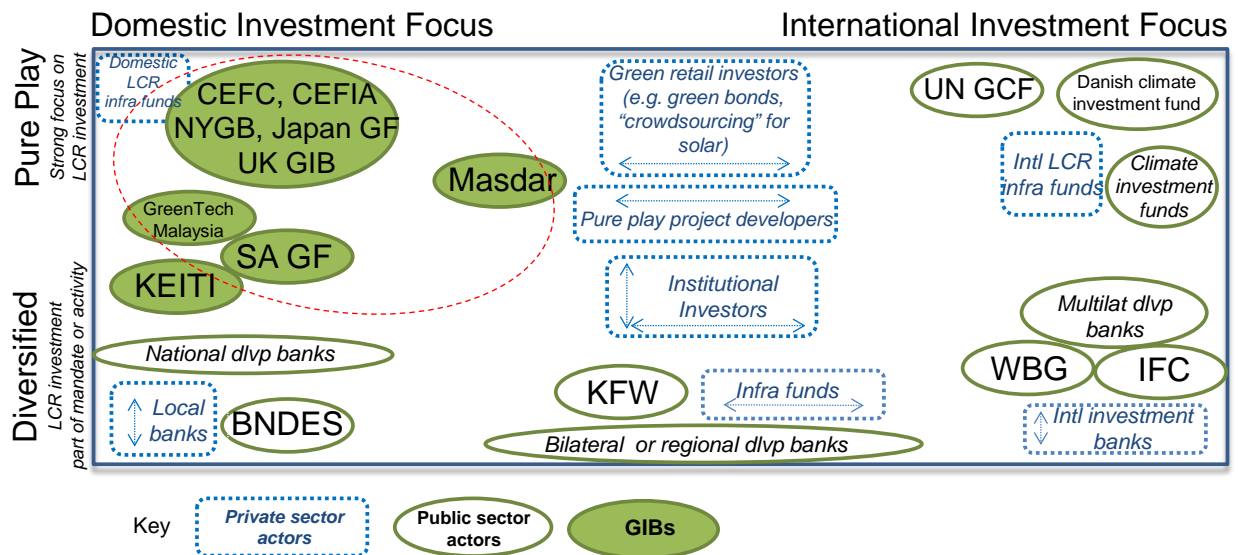 Domestic Investment Focus
International Investment Focus
Pure Play
Strong focus on
LCR investment
Domestic
LCR
infra funds
CEFC, CEFIA
NYGB, Japan GF
UK GIB
Masdar
GreenTech
Malaysia
SA GF
KEITI
Green retail investors
(e.g. green bonds,
“crowdsourcing” for
solar)
Pure play project developers
Institutional
Investors
UN GCF
Danish climate
investment fund
Intl LCR
infra funds
Climate
investment
funds
Diversified
LCR investment
part of mandate or activity
National dlvp banks
Local
banks
BNDES
KFW
Infra funds
Bilateral or regional dlvp banks
Multilat dlvp
banks
WBG
IFC
Intl investment
banks
Key
Private sector
actors
Public sector
actors
GIBs